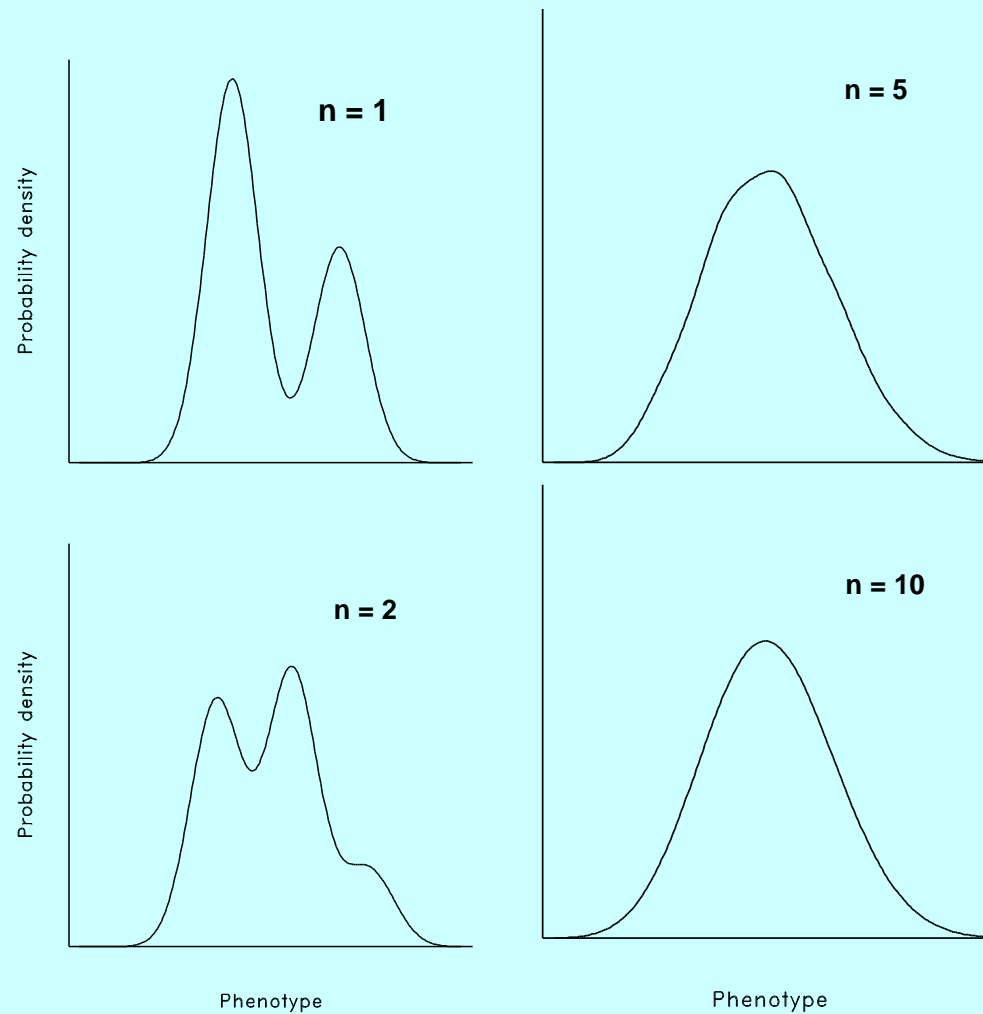 n = 1
Probability density
n = 5
n = 2
Probability density
Phenotype
n = 10
Phenotype